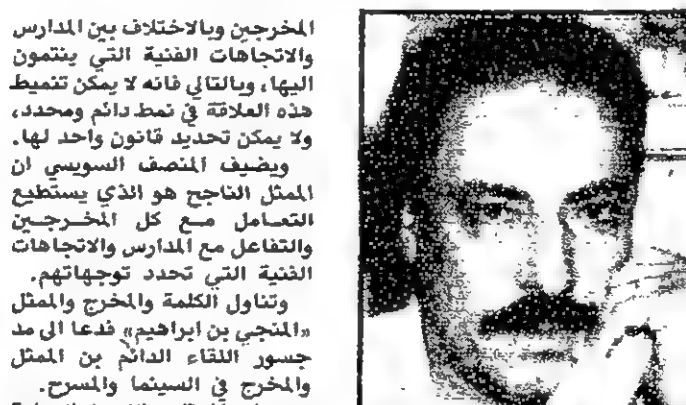 المخرجين وبالاختلاف بين المدارس
والاتجاهات الفنية التي ينتمون
اليها، وبالتالي فانه لا يمكن تنميط
هذه العلاقة في نمط دائم ومحدد،
ولا يمكن تحديد قانون واحد لها.
ويضيف المنصف السويسي ان
الممثل الناجح هو الذي يستطيع
التعامل مع كل المخرجين
والتفاعل مع المدارس والاتجاهات
الفنية التي تحدد توجهاتهم.
وتناول الكلمة والمخرج والممثل
«المنجي بن ابراهيم» فدعا الى مد
جسور اللقاء الدائم بن الممثل
والمخرج في السينما والمسرح.